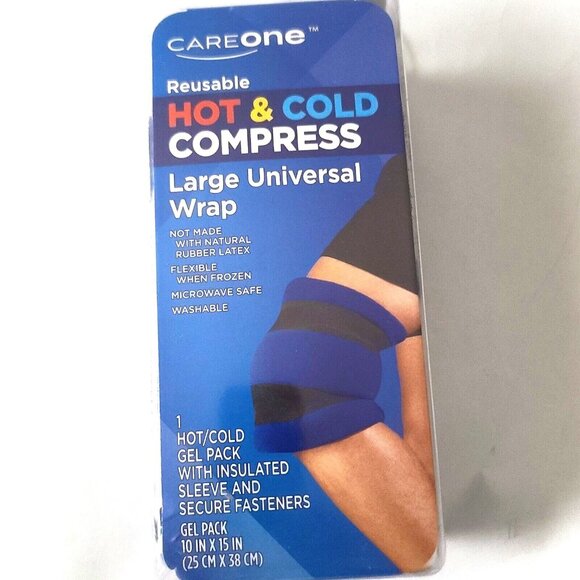 CAREone™
Reusable
HOT & COLD
COMPRESS
Large Universal
Wrap
NOT MADE
WITH NATURAL
RUBBER LATEX
FLEXIBLE
WHEN FROZEN
MICROWAVE SAFE
WASHABLE
1
HOT/COLD
GEL PACK
WITH INSULATED
SLEEVE AND
SECURE FASTENERS
GEL PACK
10 IN X 15 IN
(25 CM X 38 CM)